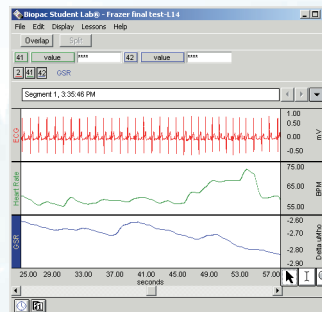 Biopac Student Lab® - Frazer final test-L14
File Edit Display Lessons Help
Overlap Split
41 value **** 42 value ****
2 41 42 GSR
Segment 1, 3:35:46 PM
ECG
1.00
0.50
0.00
-0.50
mV
Heart Rate
75.00
65.00
55.00
BPM
GSR
-2.60
-2.70
-2.80
-2.90
Delta uMho
25.00 29.00 33.00 37.00 41.00 45.00 49.00 53.00 57.00
seconds